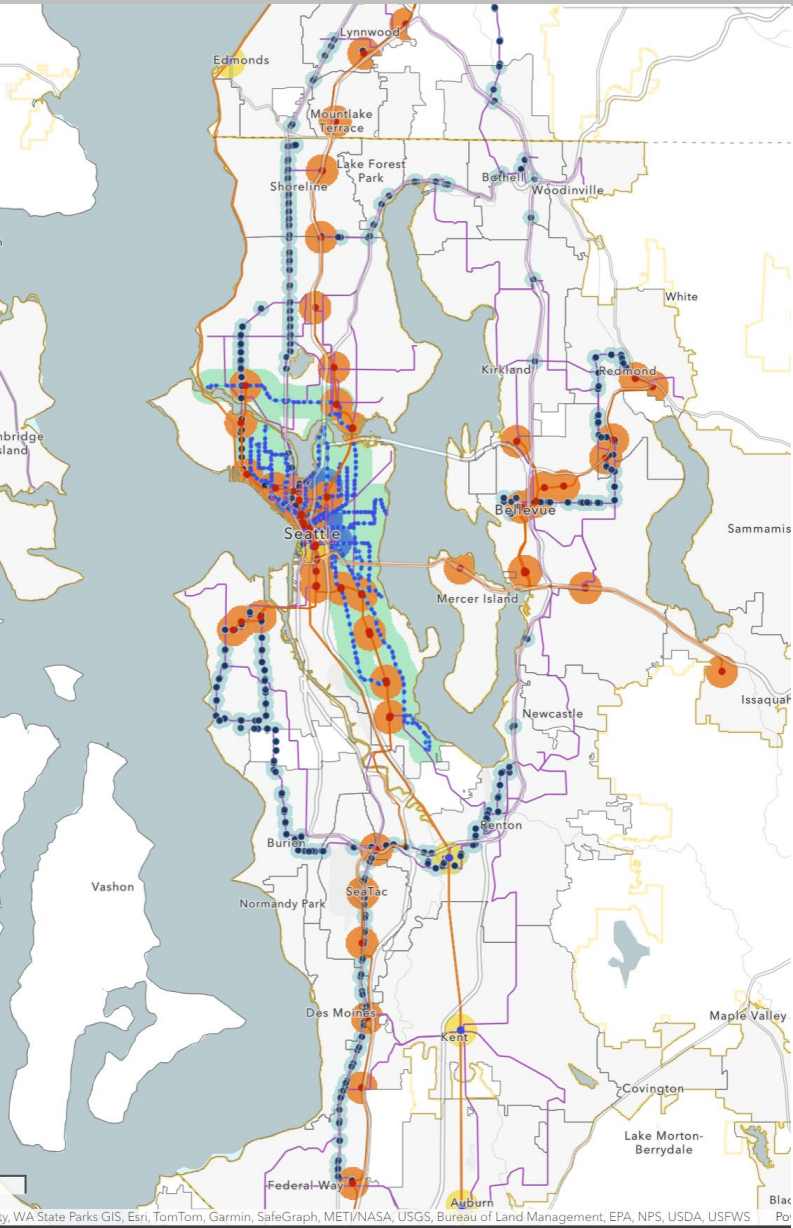 Lynnwood
Edmonds
Mountlake
Terrace
Lake Forest
Park
Shoreline
Bothell
Woodinville
White
Kirkland
Redmond
nbridge
sland
Bellevue
Seattle
Sammamis
Mercer Island
Issaquah
Newcastle
Renton
Burien
Vashon
SeaTac
Normandy Park
Des Moines
Maple Valley
Kent
Covington
Lake Morton-
Berrydale
Federal Way
Auburn
Blac
ty, WA State Parks GIS, Esri, TomTom, Garmin, SafeGraph, METI/NASA, USGS, Bureau of Land Management, EPA, NPS, USDA, USFWS
Po